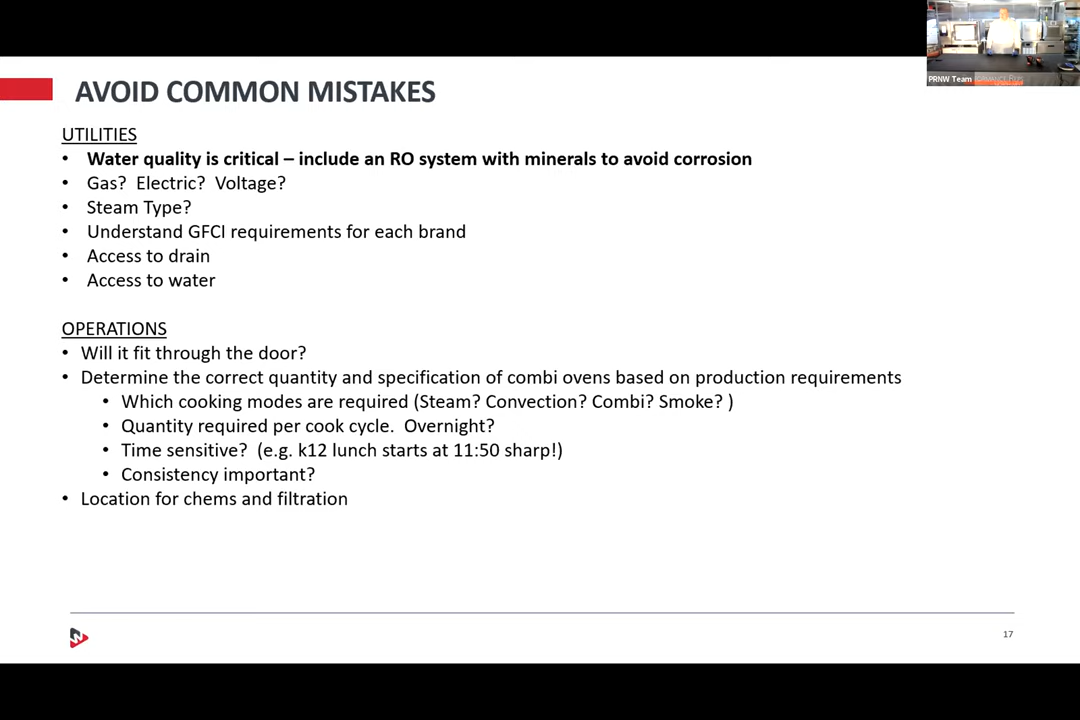 PRNW Team
AVOID COMMON MISTAKES
UTILITIES
• Water quality is critical – include an RO system with minerals to avoid corrosion
• Gas? Electric? Voltage?
• Steam Type?
• Understand GFCI requirements for each brand
• Access to drain
• Access to water
OPERATIONS
• Will it fit through the door?
• Determine the correct quantity and specification of combi ovens based on production requirements
• Which cooking modes are required (Steam? Convection? Combi? Smoke? )
• Quantity required per cook cycle. Overnight?
• Time sensitive? (e.g. k12 lunch starts at 11:50 sharp!)
• Consistency important?
• Location for chems and filtration
17